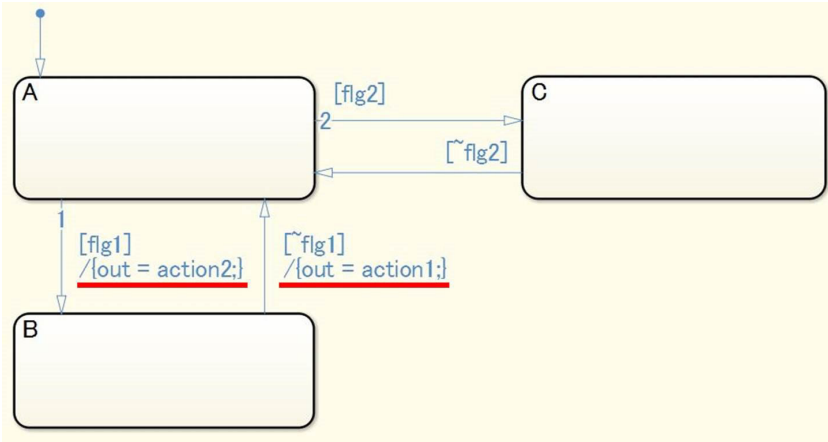 A
[flg2]
C
2
[~flg2]
1
[flg1]
/{out = action2;}
[~flg1]
/{out = action1;}
B